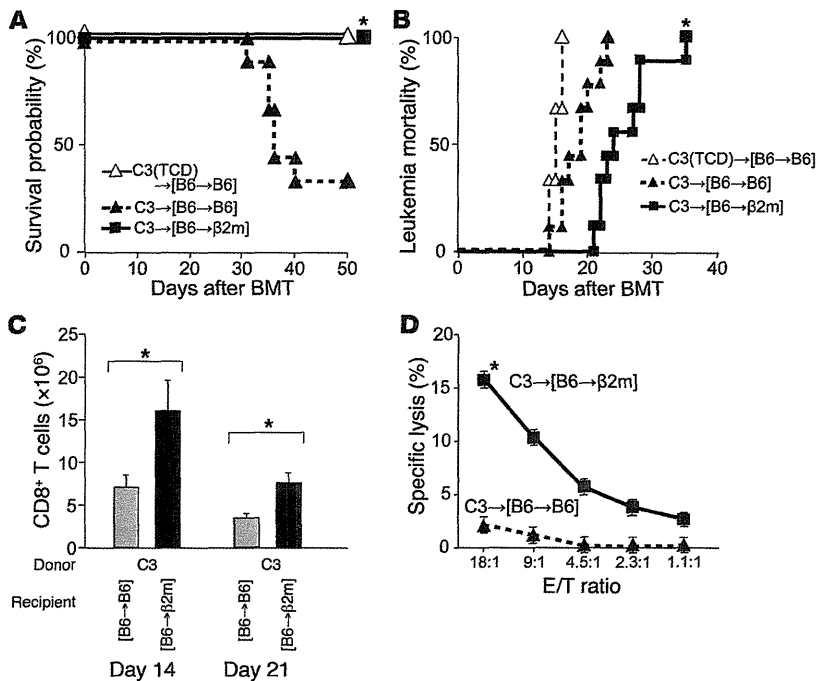 A
Survival probability (%)
100
50
0
*
C3(TCD)
→[B6→B6]
C3→[B6→B6]
C3→[B6→β2m]
0 10 20 30 40 50
Days after BMT
B
Leukemia mortality (%)
100
50
0
*
C3(TCD)→[B6→B6]
C3→[B6→B6]
C3→[B6→β2m]
0 10 20 30 40
Days after BMT
C
CD8⁺ T cells (×10⁶)
25
20
15
10
5
0
*
*
Donor C3 C3
Recipient [B6→B6] [B6→β2m] [B6→B6] [B6→β2m]
Day 14 Day 21
D
Specific lysis (%)
20
15
10
5
0
*
C3→[B6→β2m]
C3→[B6→B6]
18:1 9:1 4.5:1 2.3:1 1.1:1
E/T ratio